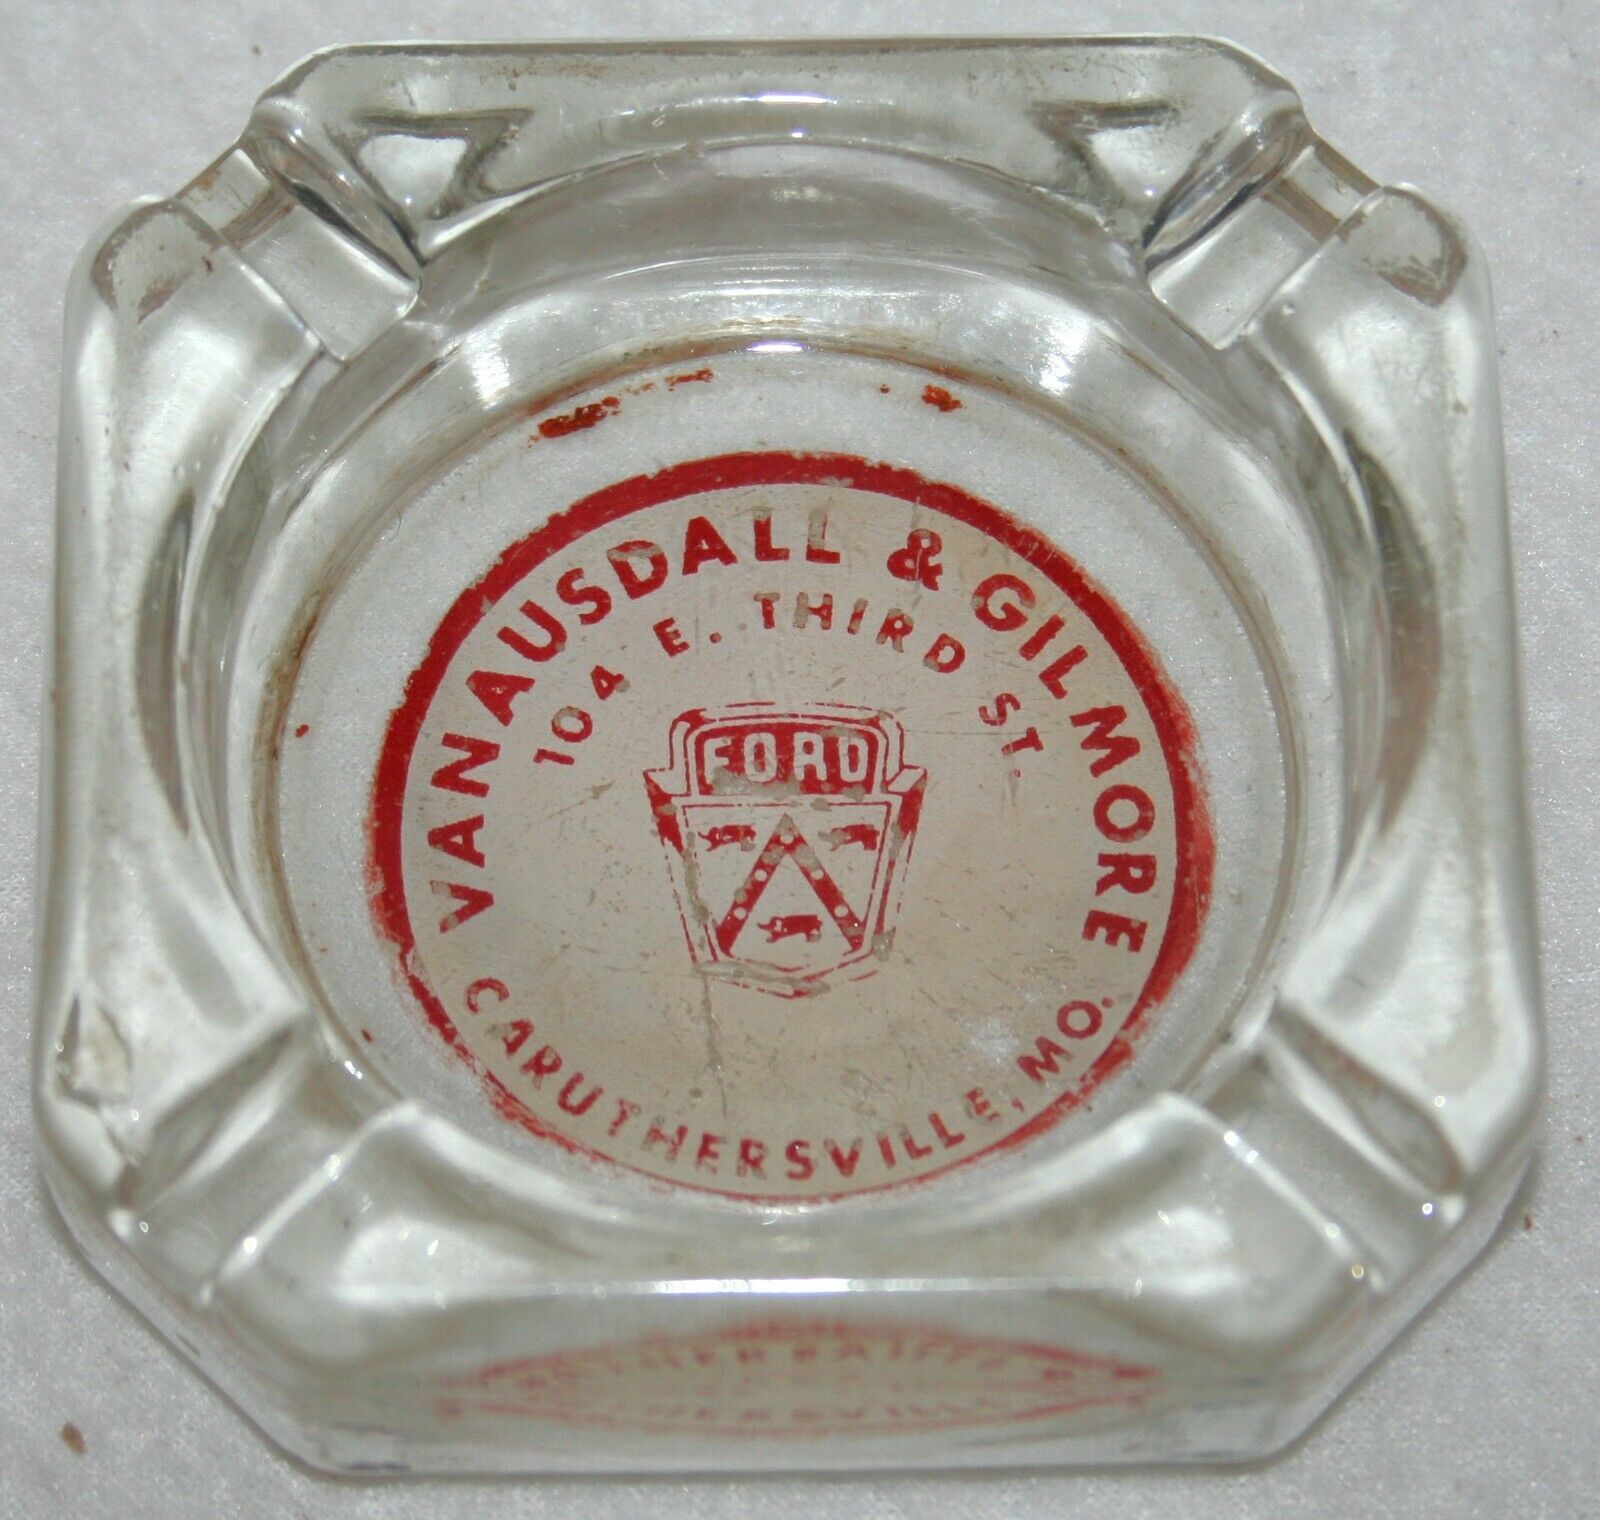 VANAUSDALL & GILMORE
104 E. THIRD ST.
FORD
CARUTHERSVILLE, MO.